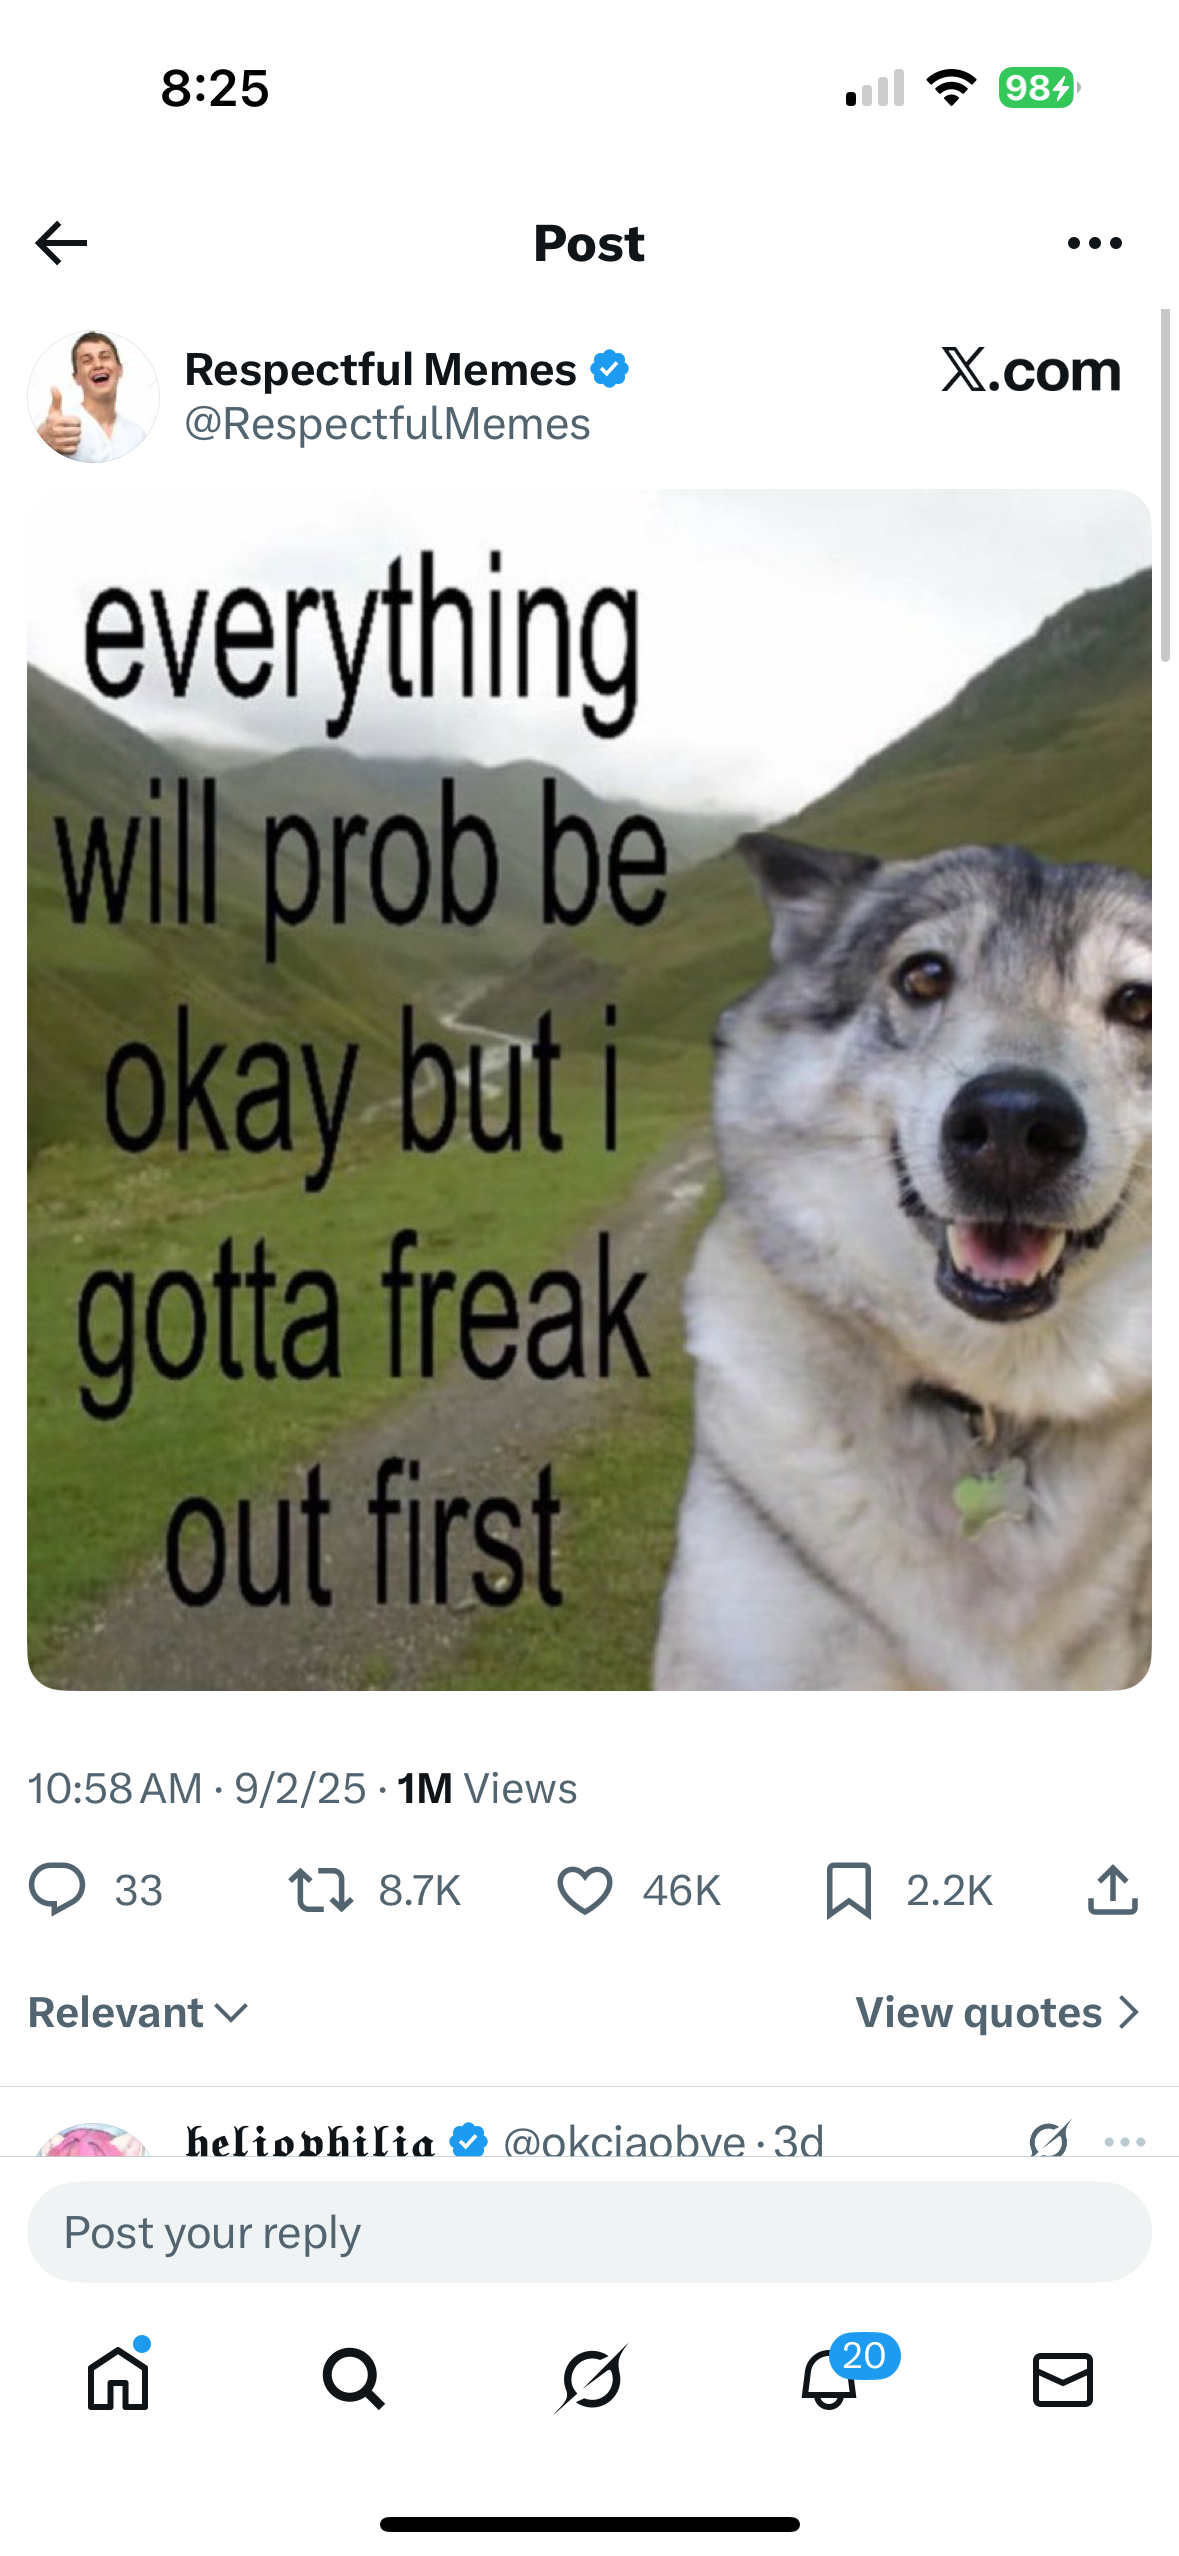 8:25
98
Post
Respectful Memes
X.com
@RespectfulMemes
everything
will prob be
okay but i
gotta freak
out first
10:58 AM · 9/2/25 · 1M Views
33 8.7K 46K 2.2K
Relevant View quotes
𝖍𝖊𝖑𝖎𝖔𝖕𝖍𝖎𝖑𝖎𝖆 @okciaobye · 3d
Post your reply
20